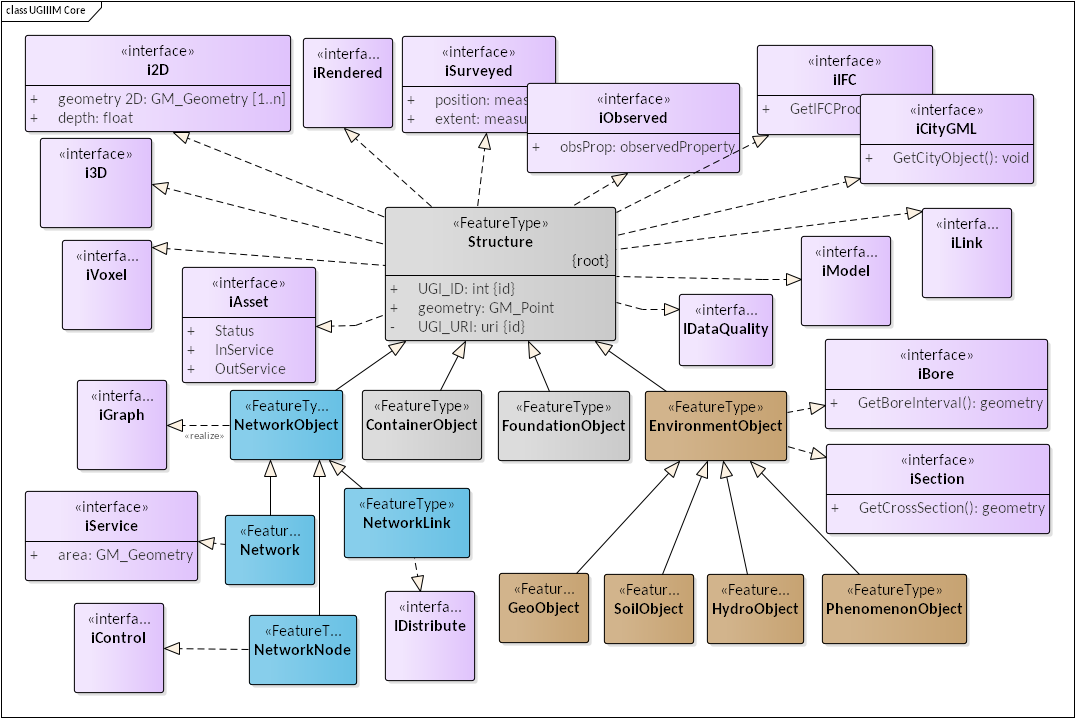 class UGIIIM Core
«interface»
i2D
+ geometry 2D: GM_Geometry [1..n]
+ depth: float
«interfa...
iRendered
«interface»
iSurveyed
+ position: meas
+ extent: measu
«interface»
iObserved
+ obsProp: observedProperty
«interface»
iIFC
+ GetIFCProd
«interface»
iCityGML
+ GetCityObject(): void
«interfa...
i3D
«interfa...
iVoxel
«interface»
iAsset
+ Status
+ InService
+ OutService
«FeatureType»
Structure
{root}
+ UGI_ID: int {id}
+ geometry: GM_Point
- UGI_URI: uri {id}
«interfa...
iLink
«interfa...
iModel
«interfa...
IDataQuality
«interface»
iBore
+ GetBoreInterval(): geometry
«interfa...
iGraph
«realize»
«FeatureTy...
NetworkObject
«FeatureType»
ContainerObject
«FeatureType»
FoundationObject
«FeatureType»
EnvironmentObject
«interface»
iSection
+ GetCrossSection(): geometry
«interface»
iService
+ area: GM_Geometry
«Featur...
Network
«FeatureType»
NetworkLink
«interfa...
iControl
«FeatureT...
NetworkNode
«interfa...
IDistribute
«Featur...
GeoObject
«Featur...
SoilObject
«Feature...
HydroObject
«FeatureType»
PhenomenonObject